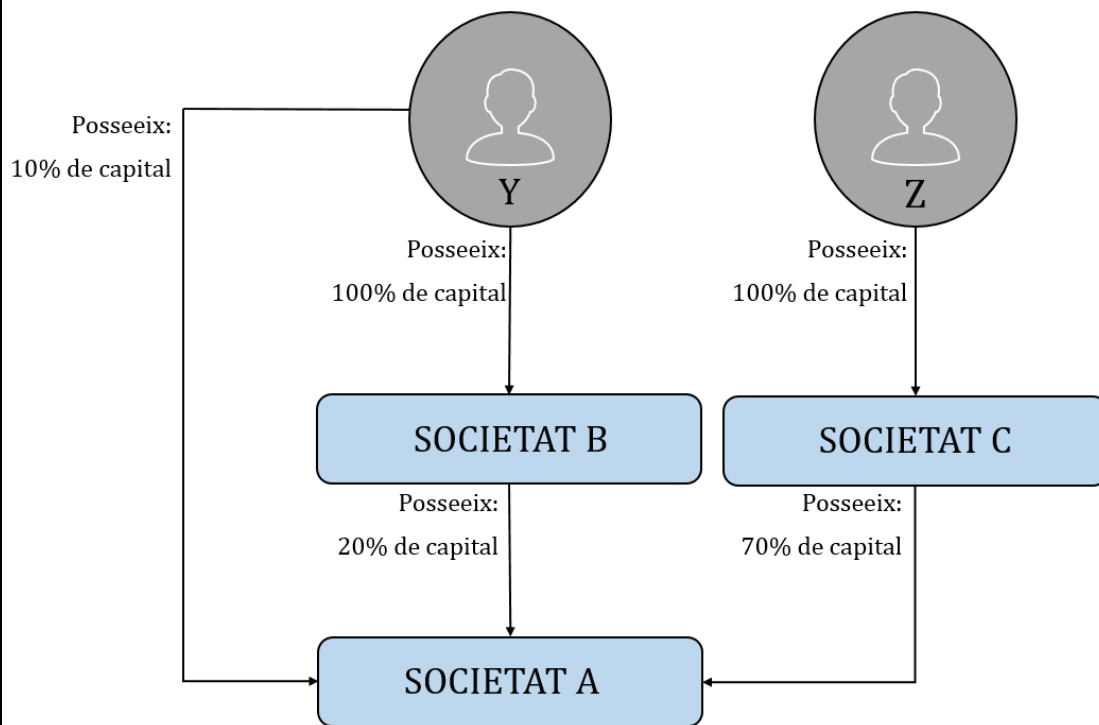 Posseeix:
10% de capital
Y
Z
Posseeix:
100% de capital
Posseeix:
100% de capital
SOCIETAT B
SOCIETAT C
Posseeix:
20% de capital
Posseeix:
70% de capital
SOCIETAT A